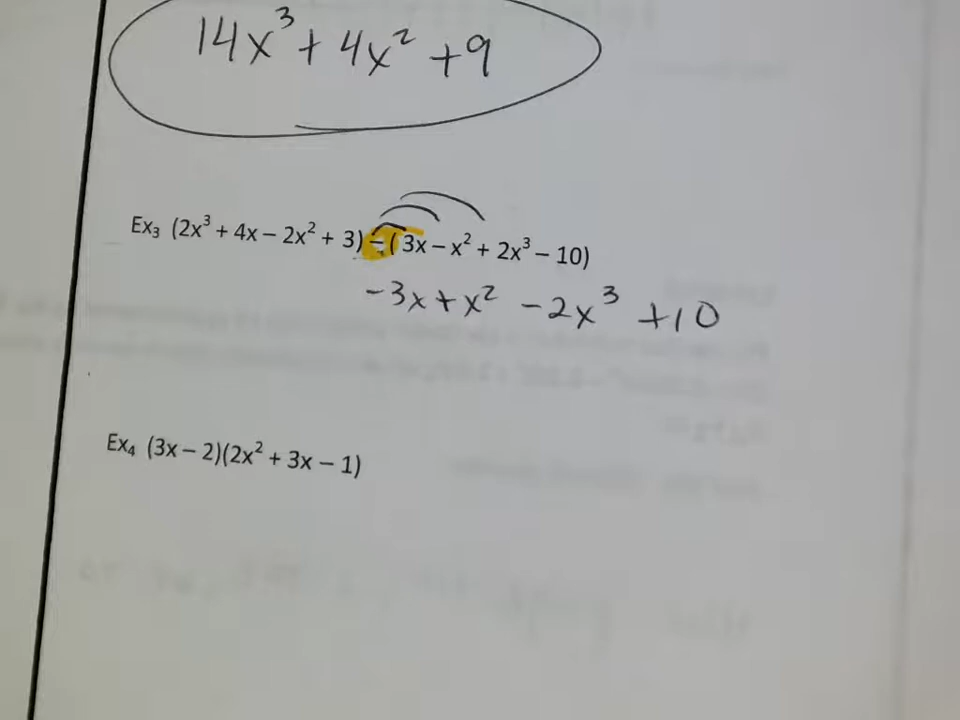 14x³ + 4x² + 9
Ex₃ (2x³ + 4x – 2x² + 3) – (3x – x² + 2x³ – 10)
-3x + x² - 2x³ + 10
Ex₄ (3x – 2)(2x² + 3x – 1)